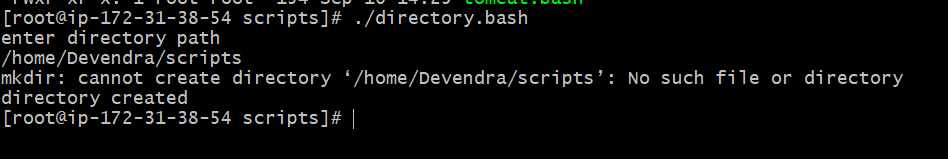 [root@ip-172-31-38-54 scripts]# ./directory.bash
enter directory path
/home/Devendra/scripts
mkdir: cannot create directory ‘/home/Devendra/scripts’: No such file or directory
directory created
[root@ip-172-31-38-54 scripts]#